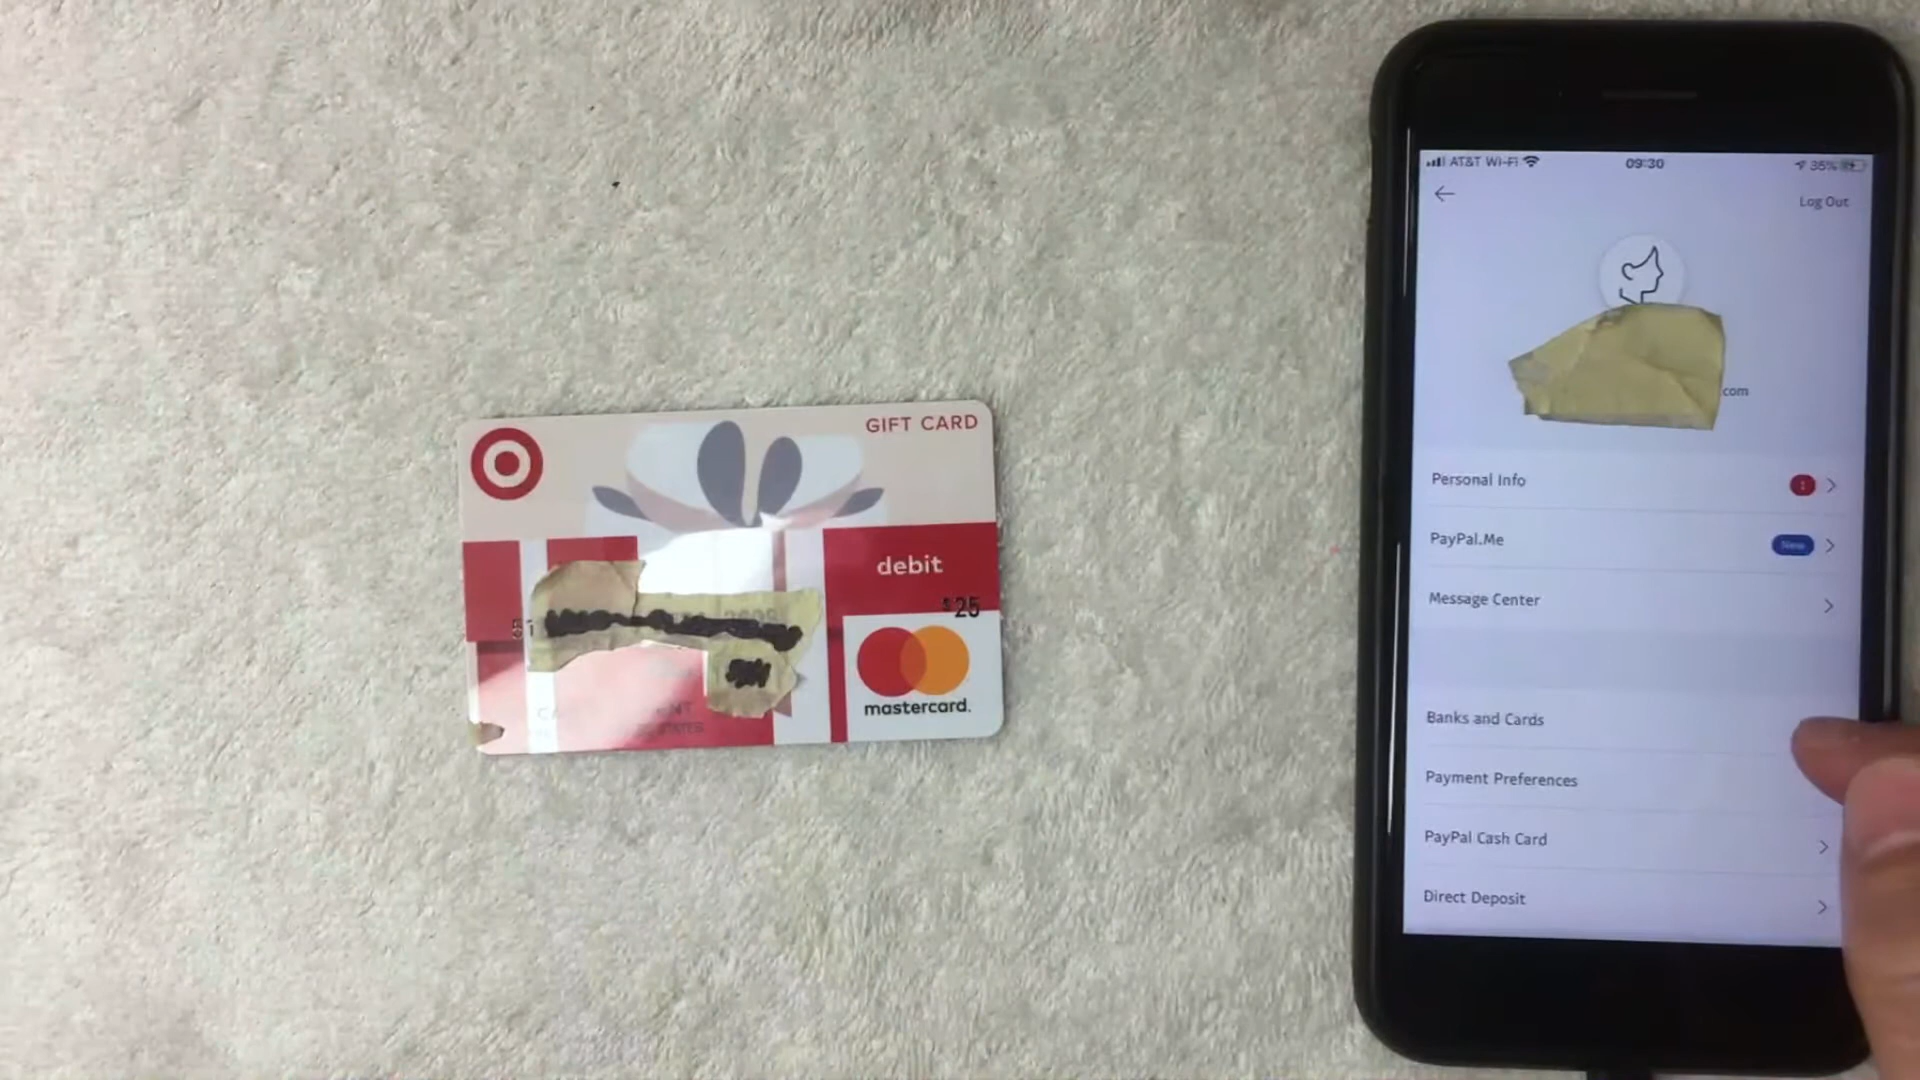 GIFT CARD
debit
$25
mastercard.
AT&T Wi-Fi 09:30 35%
Log Out
com
Personal Info 1
PayPal.Me New
Message Center
Banks and Cards
Payment Preferences
PayPal Cash Card
Direct Deposit